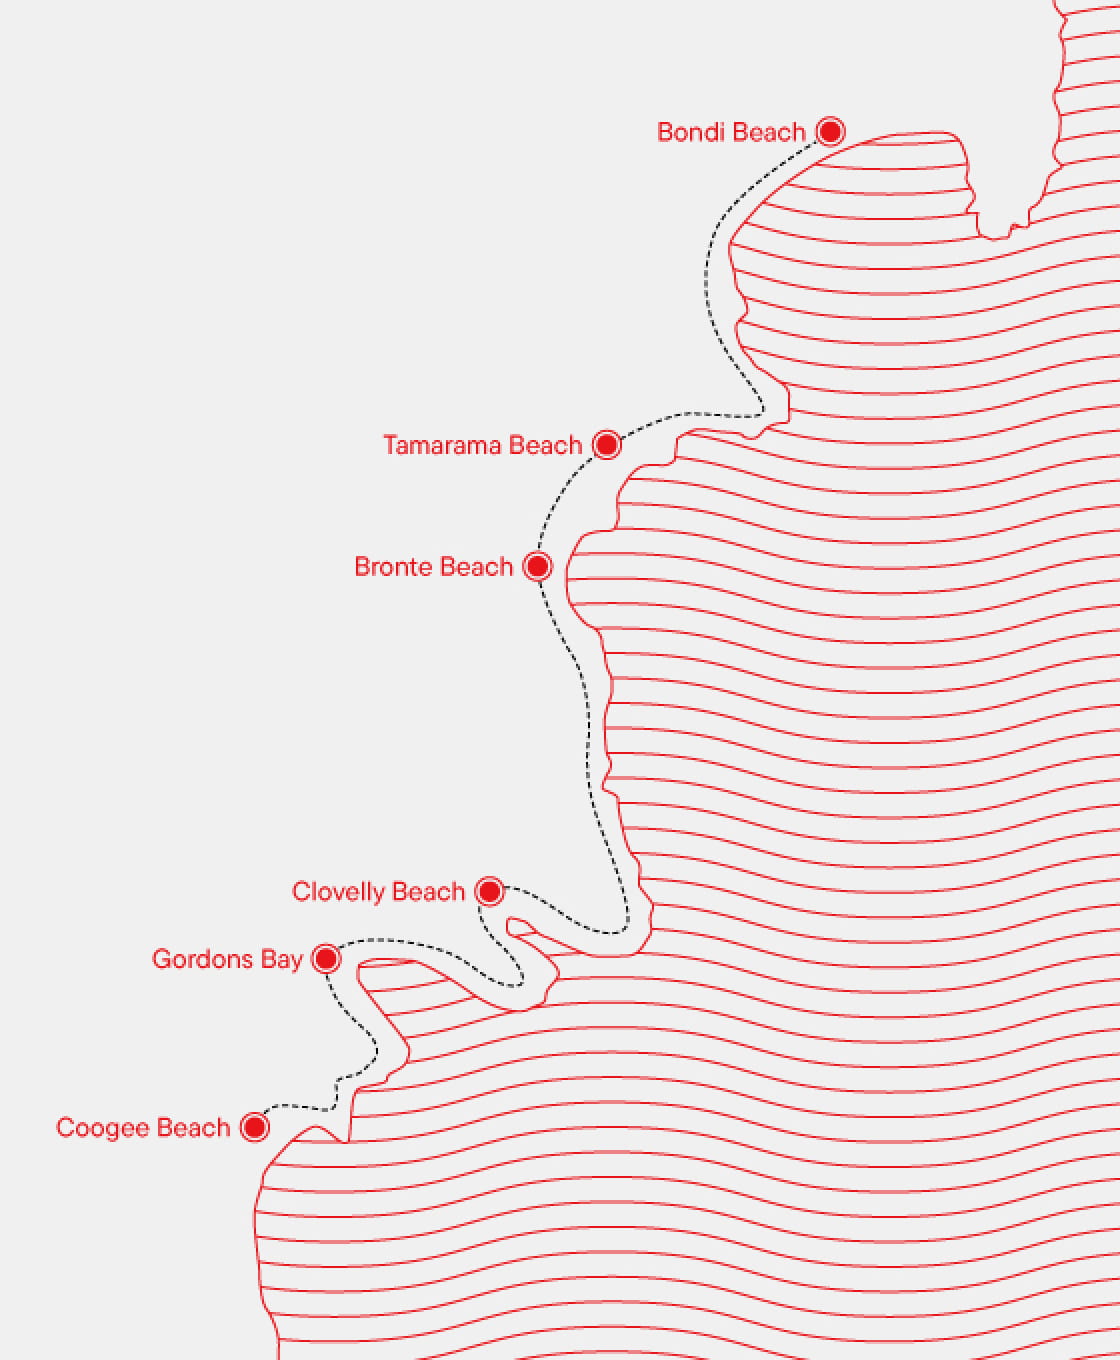 Bondi Beach
Tamarama Beach
Bronte Beach
Clovelly Beach
Gordons Bay
Coogee Beach